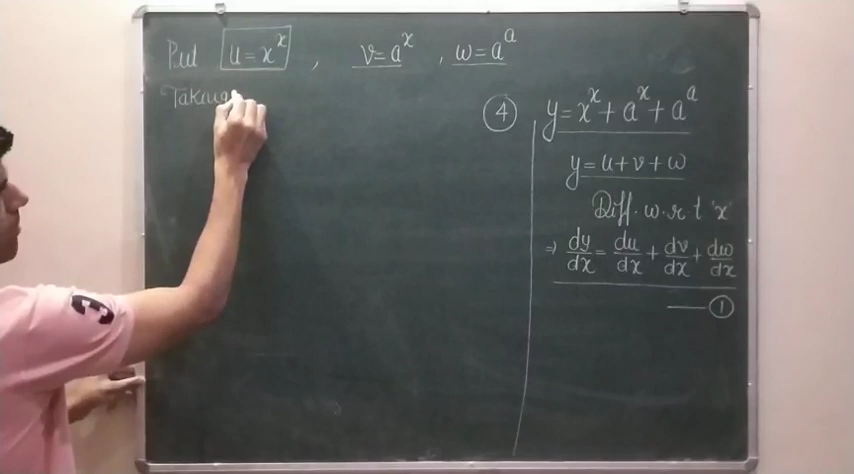 Put u = x^x , v = a^x , w = a^a
Taking
④ y = x^x + a^x + a^a
y = u + v + w
Diff. w.r.t 'x'
⇒ dy/dx = du/dx + dv/dx + dw/dx
—— ①